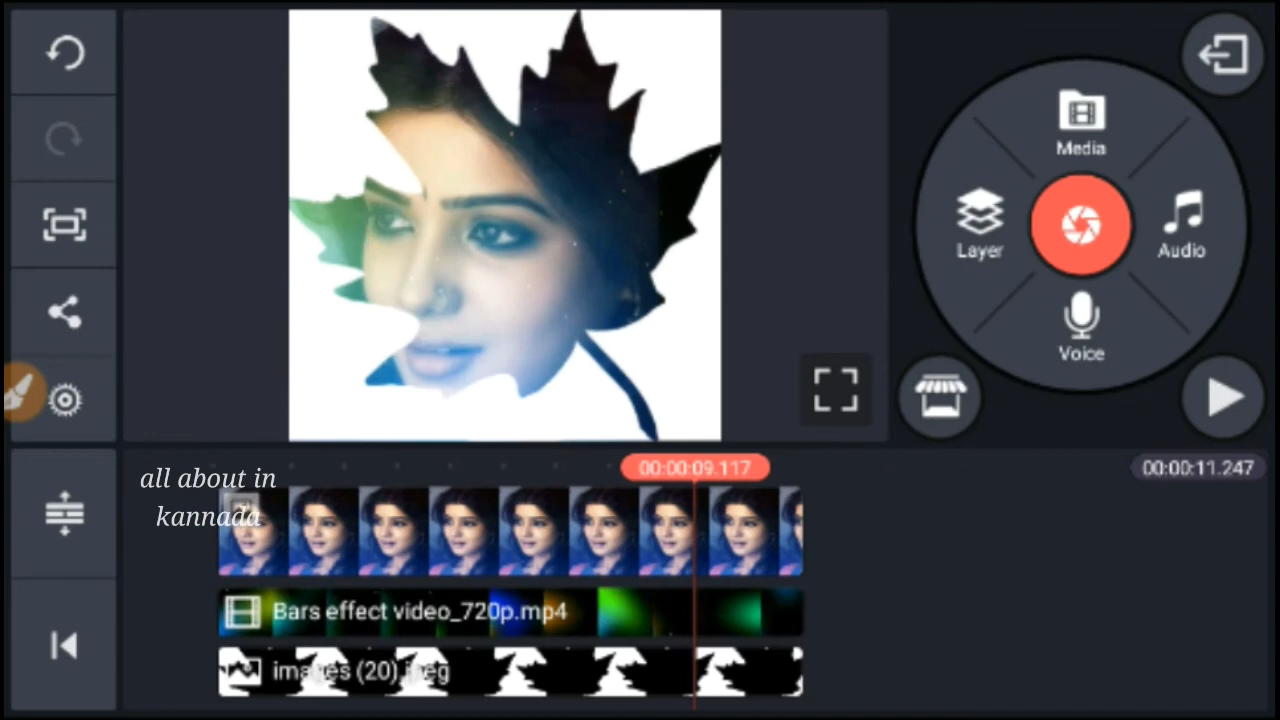 Media
Layer
Audio
Voice
00:00:09.117
00:00:11.247
all about in
kannada
Bars effect video_720p.mp4
images (20).jpeg